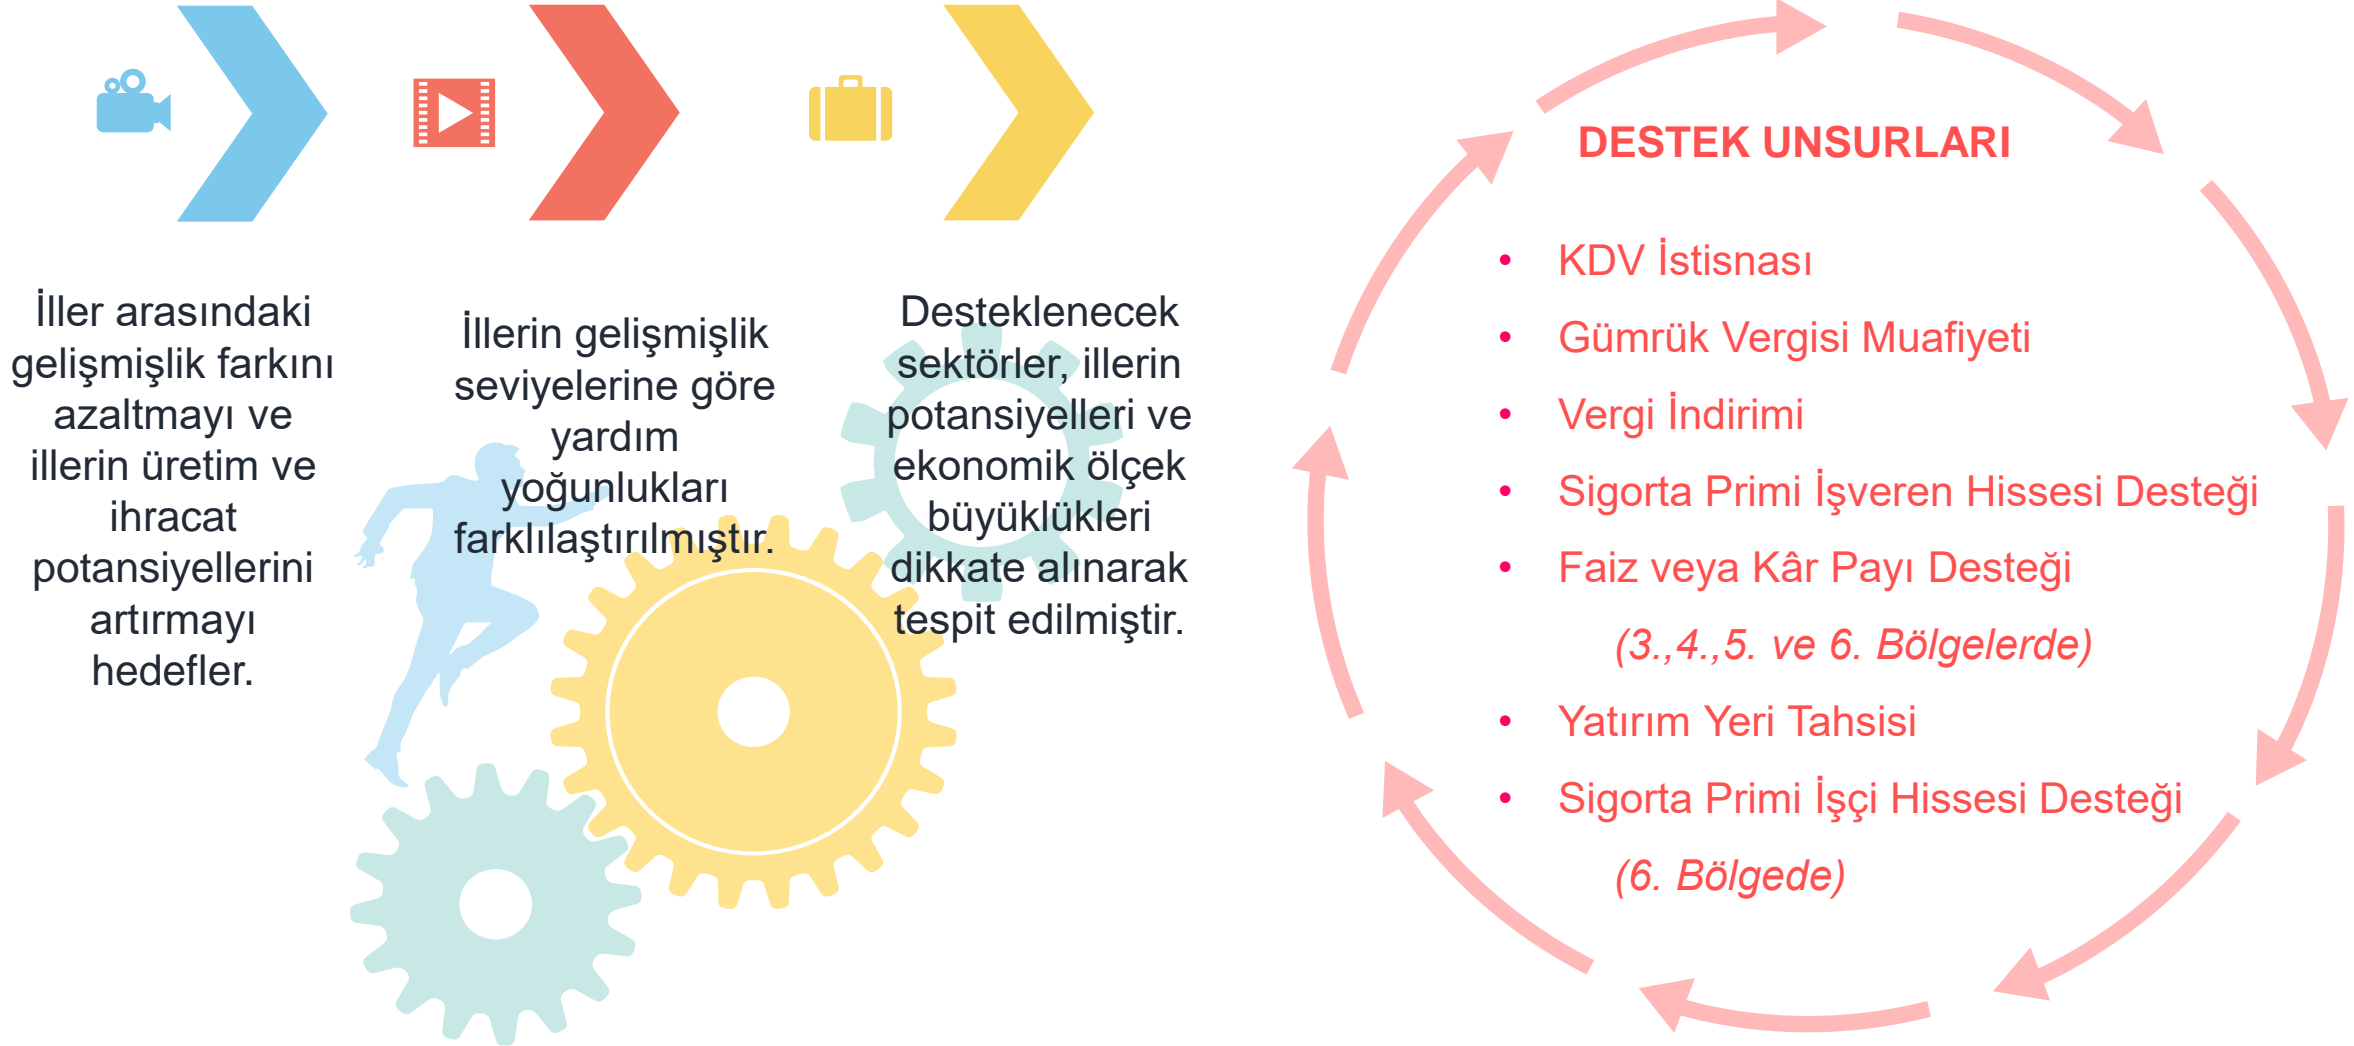 İller arasındaki
gelişmişlik farkını
azaltmayı ve
illerin üretim ve
ihracat
potansiyellerini
artırmayı
hedefler.
İllerin gelişmişlik
seviyelerine göre
yardım
yoğunlukları
farklılaştırılmıştır.
Desteklenecek
sektörler, illerin
potansiyelleri ve
ekonomik ölçek
büyüklükleri
dikkate alınarak
tespit edilmiştir.
DESTEK UNSURLARI
• KDV İstisnası
• Gümrük Vergisi Muafiyeti
• Vergi İndirimi
• Sigorta Primi İşveren Hissesi Desteği
• Faiz veya Kâr Payı Desteği
(3.,4.,5. ve 6. Bölgelerde)
• Yatırım Yeri Tahsisi
• Sigorta Primi İşçi Hissesi Desteği
(6. Bölgede)